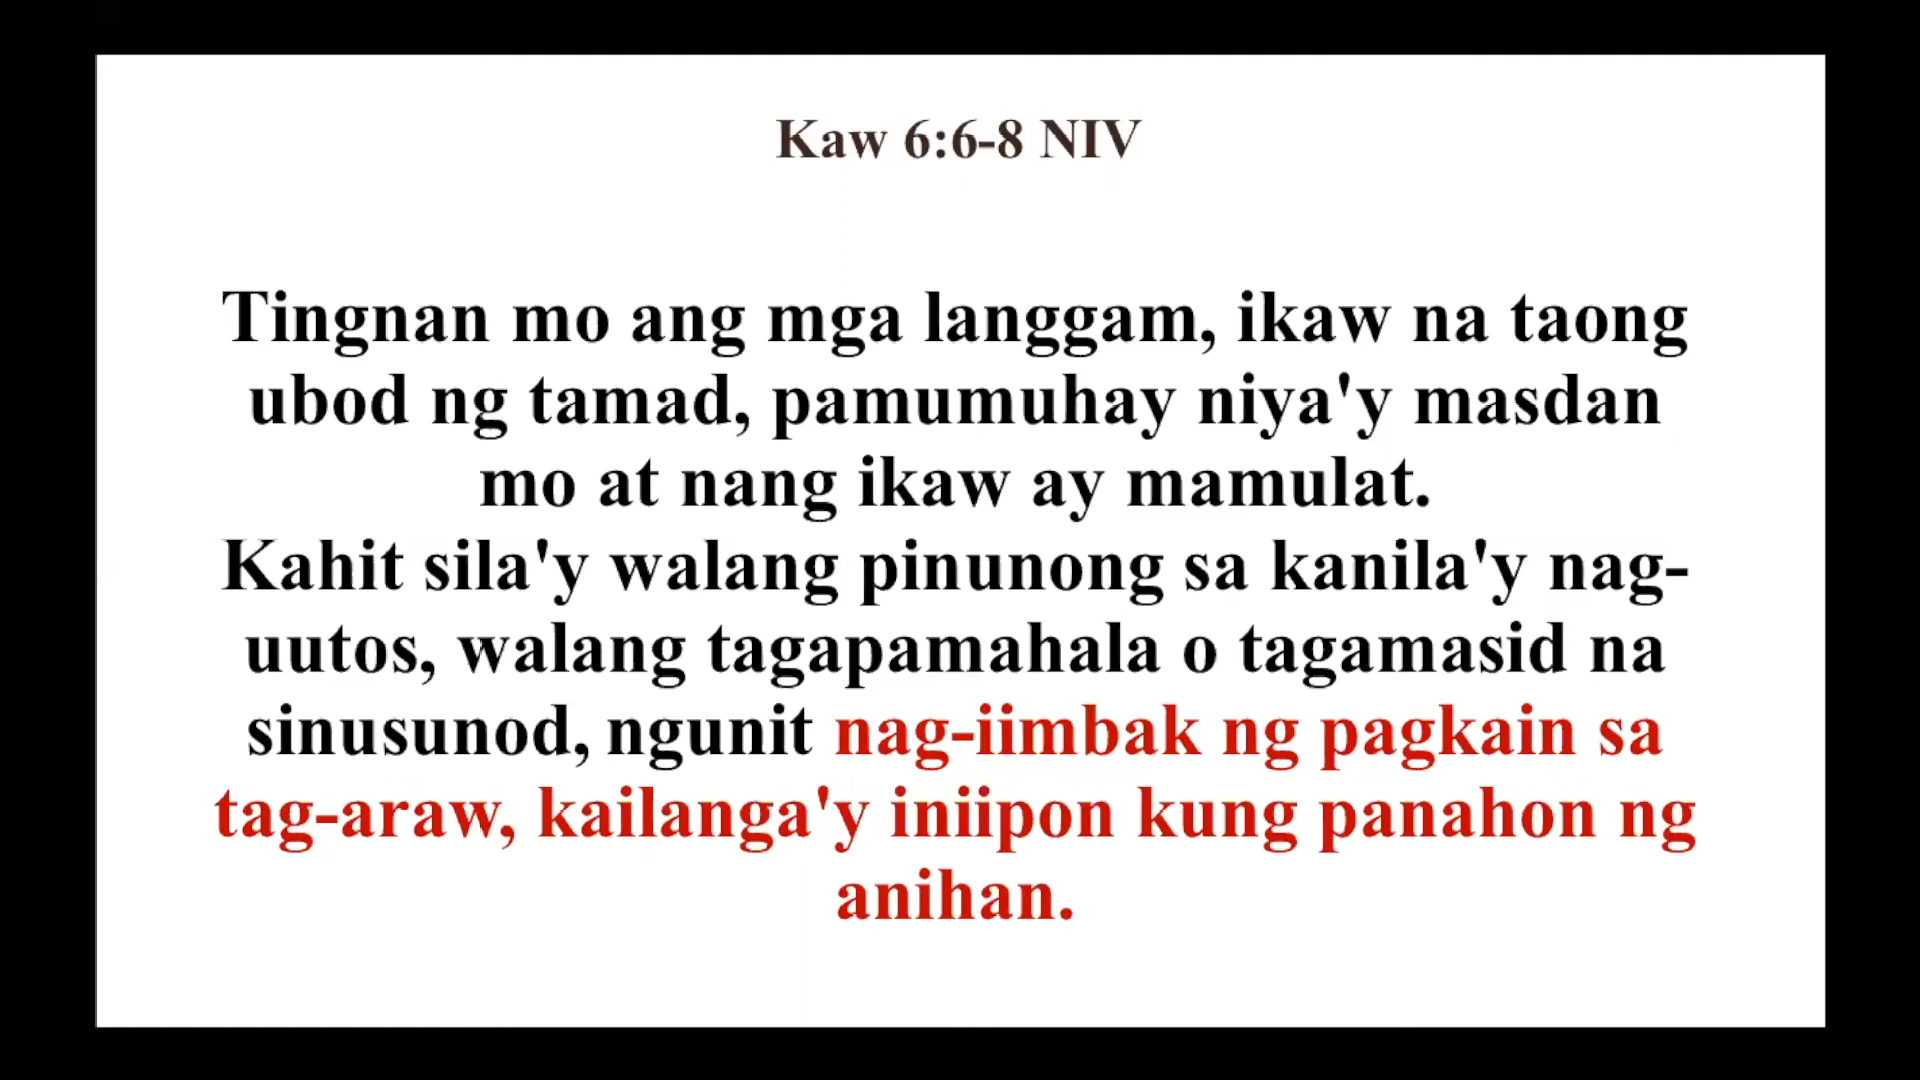 Kaw 6:6-8 NIV
Tingnan mo ang mga langgam, ikaw na taong
ubod ng tamad, pamumuhay niya'y masdan
mo at nang ikaw ay mamulat.
Kahit sila'y walang pinunong sa kanila'y nag-
uutos, walang tagapamahala o tagamasid na
sinusunod, ngunit nag-iimbak ng pagkain sa
tag-araw, kailanga'y iniipon kung panahon ng
anihan.